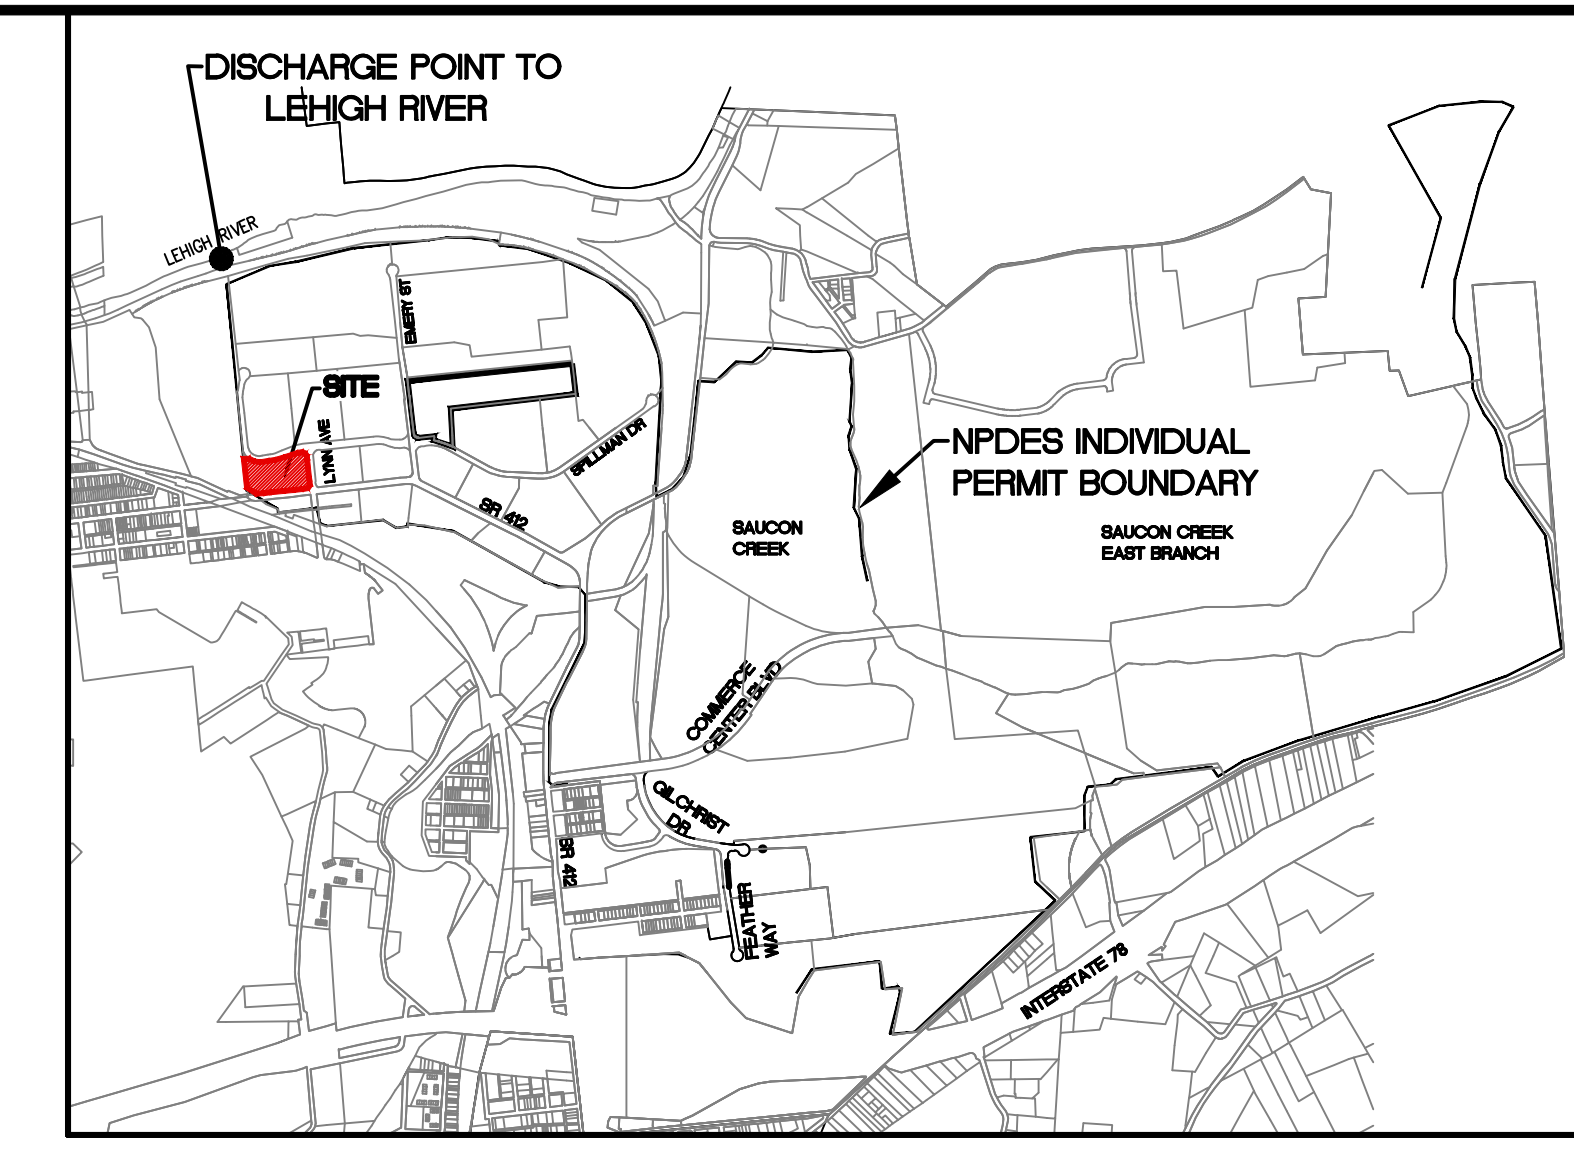 DISCHARGE POINT TO
LEHIGH RIVER
LEHIGH RIVER
EMERY ST
SITE
LYNN AVE
SPILLMAN DR
SR 412
NPDES INDIVIDUAL
PERMIT BOUNDARY
SAUCON
CREEK
SAUCON CREEK
EAST BRANCH
COMMERCE
CENTER BLVD
GILCHRIST
DR
SR 412
FEATHER
WAY
INTERSTATE 78